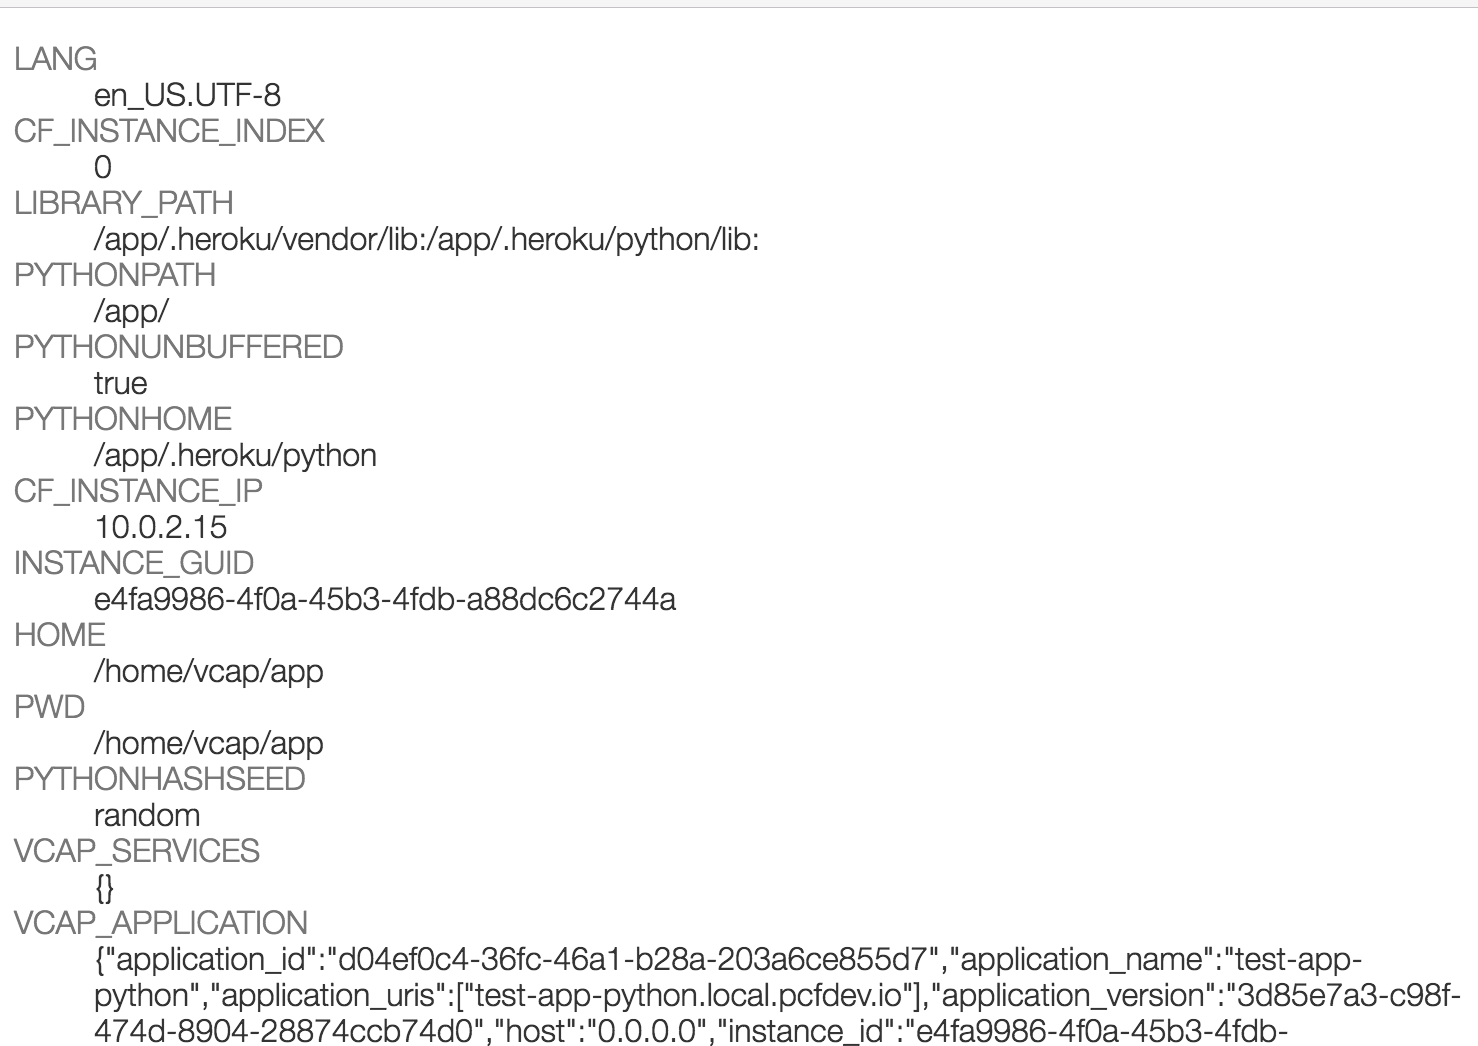 LANG
en_US.UTF-8
CF_INSTANCE_INDEX
0
LIBRARY_PATH
/app/.heroku/vendor/lib:/app/.heroku/python/lib:
PYTHONPATH
/app/
PYTHONUNBUFFERED
true
PYTHONHOME
/app/.heroku/python
CF_INSTANCE_IP
10.0.2.15
INSTANCE_GUID
e4fa9986-4f0a-45b3-4fdb-a88dc6c2744a
HOME
/home/vcap/app
PWD
/home/vcap/app
PYTHONHASHSEED
random
VCAP_SERVICES
{}
VCAP_APPLICATION
{"application_id":"d04ef0c4-36fc-46a1-b28a-203a6ce855d7","application_name":"test-app-
python","application_uris":["test-app-python.local.pcfdev.io"],"application_version":"3d85e7a3-c98f-
474d-8904-28874ccb74d0","host":"0.0.0.0","instance_id":"e4fa9986-4f0a-45b3-4fdb-